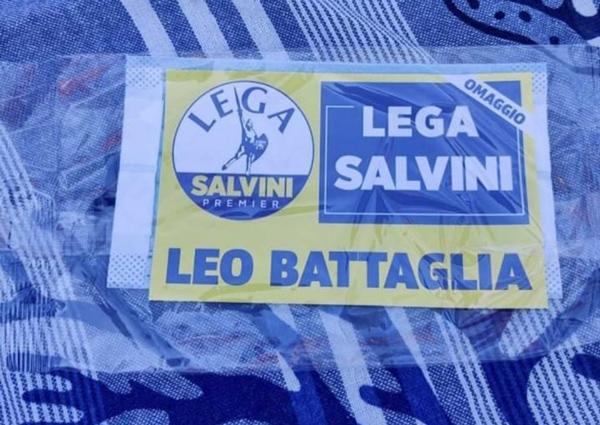 LEGA
SALVINI
PREMIER
OMAGGIO
LEGA
SALVINI
LEO BATTAGLIA